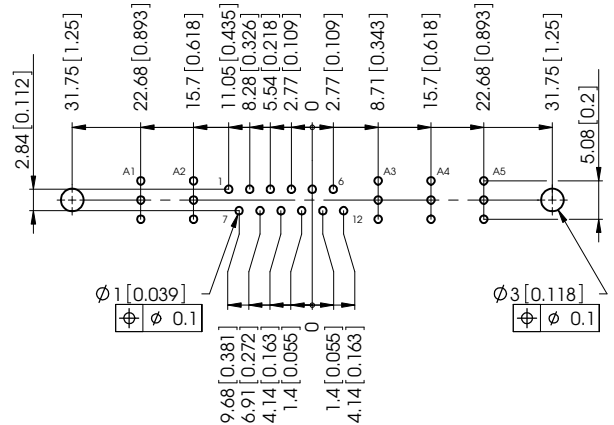 31.75 [1.25]
22.68 [0.893]
15.7 [0.618]
11.05 [0.435]
8.28 [0.326]
5.54 [0.218]
2.77 [0.109]
0
2.77 [0.109]
8.71 [0.343]
15.7 [0.618]
22.68 [0.893]
31.75 [1.25]
2.84 [0.112]
5.08 [0.2]
A1
A2
1
6
A3
A4
A5
7
12
Ø1 [0.039]
⌖ Ø 0.1
Ø3 [0.118]
⌖ Ø 0.1
9.68 [0.381]
6.91 [0.272]
4.14 [0.163]
1.4 [0.055]
0
1.4 [0.055]
4.14 [0.163]